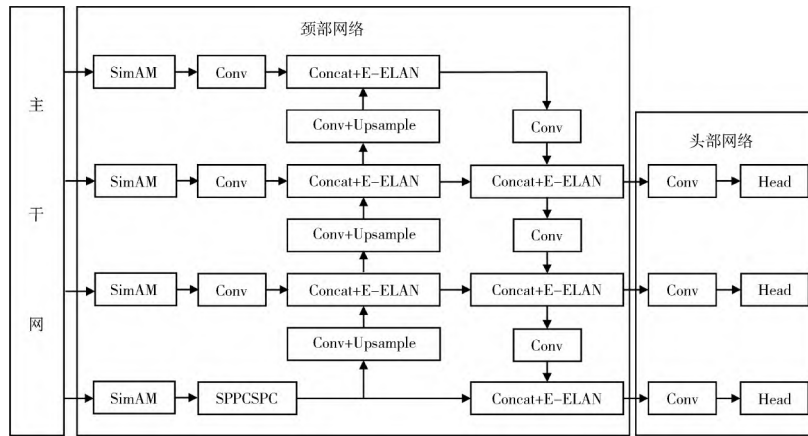 颈部网络
SimAM
Conv
Concat+E-ELAN
主
Conv+Upsample
Conv
头部网络
SimAM
Conv
Concat+E-ELAN
Concat+E-ELAN
Conv
Head
干
Conv+Upsample
Conv
SimAM
Conv
Concat+E-ELAN
Concat+E-ELAN
Conv
Head
网
Conv+Upsample
Conv
SimAM
SPPCSPC
Concat+E-ELAN
Conv
Head